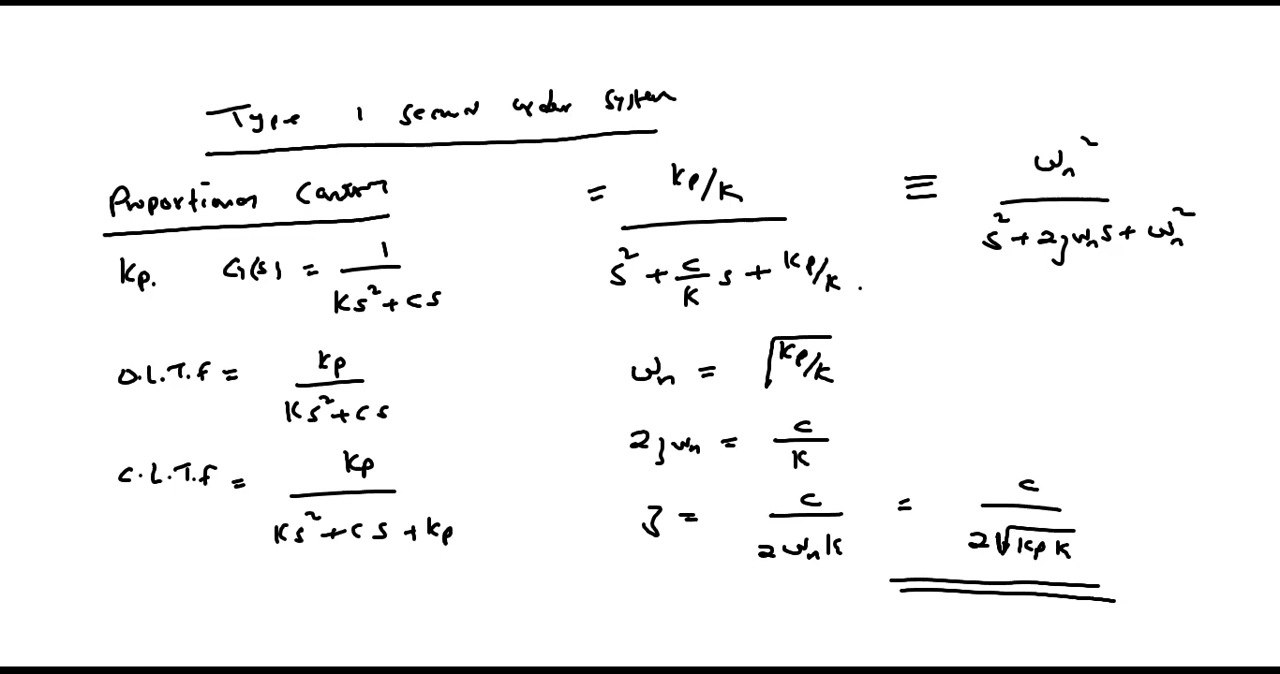 Type 1 second order system
Proportional Control
kp. G(s) = 1/(Ks²+cs)
O.L.T.f = kp/(Ks²+cs)
C.L.T.f = kp/(Ks²+cs+kp)
= (kp/K)/(s²+(c/K)s+kp/K). ≡ ωn²/(s²+2ζωns+ωn²)
ωn = √(kp/K)
2ζωn = c/K
ζ = c/(2ωnK) = c/(2√(kpK))